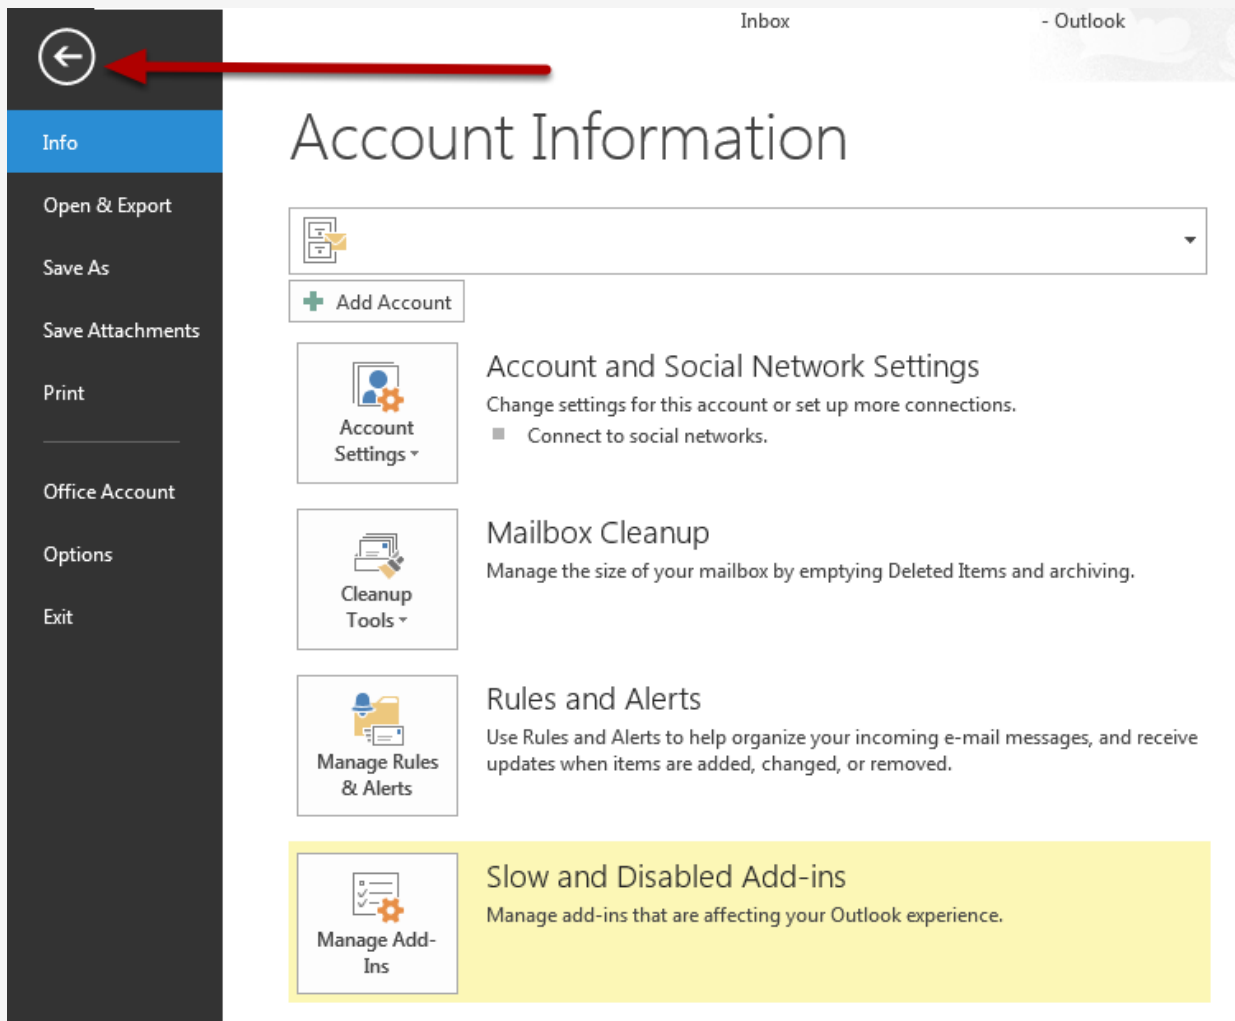 Inbox - Outlook
Info
Open & Export
Save As
Save Attachments
Print
Office Account
Options
Exit
Account Information
Add Account
Account
Settings
Account and Social Network Settings
Change settings for this account or set up more connections.
Connect to social networks.
Cleanup
Tools
Mailbox Cleanup
Manage the size of your mailbox by emptying Deleted Items and archiving.
Manage Rules
& Alerts
Rules and Alerts
Use Rules and Alerts to help organize your incoming e-mail messages, and receive
updates when items are added, changed, or removed.
Manage Add-
Ins
Slow and Disabled Add-ins
Manage add-ins that are affecting your Outlook experience.